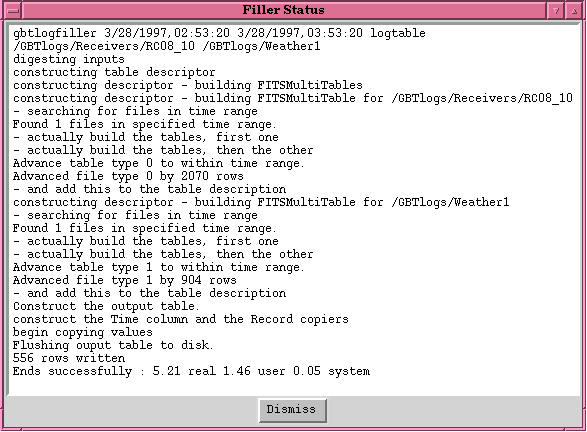 Filler Status
gbtlogfiller 3/28/1997,02:53:20 3/28/1997,03:53:20 logtable
/GBTlogs/Receivers/RC08_10 /GBTlogs/Weather1
digesting inputs
constructing table descriptor
constructing descriptor - building FITSMultiTables
constructing descriptor - building FITSMultiTable for /GBTlogs/Receivers/RC08_10
- searching for files in time range
Found 1 files in specified time range.
- actually build the tables, first one
- actually build the tables, then the other
Advance table type 0 to within time range.
Advanced file type 0 by 2070 rows
- and add this to the table description
constructing descriptor - building FITSMultiTable for /GBTlogs/Weather1
- searching for files in time range
Found 1 files in specified time range.
- actually build the tables, first one
- actually build the tables, then the other
Advance table type 1 to within time range.
Advanced file type 1 by 904 rows
- and add this to the table description
Construct the output table.
construct the Time column and the Record copiers
begin copying values
Flushing ouput table to disk.
556 rows written
Ends successfully : 5.21 real 1.46 user 0.05 system
Dismiss